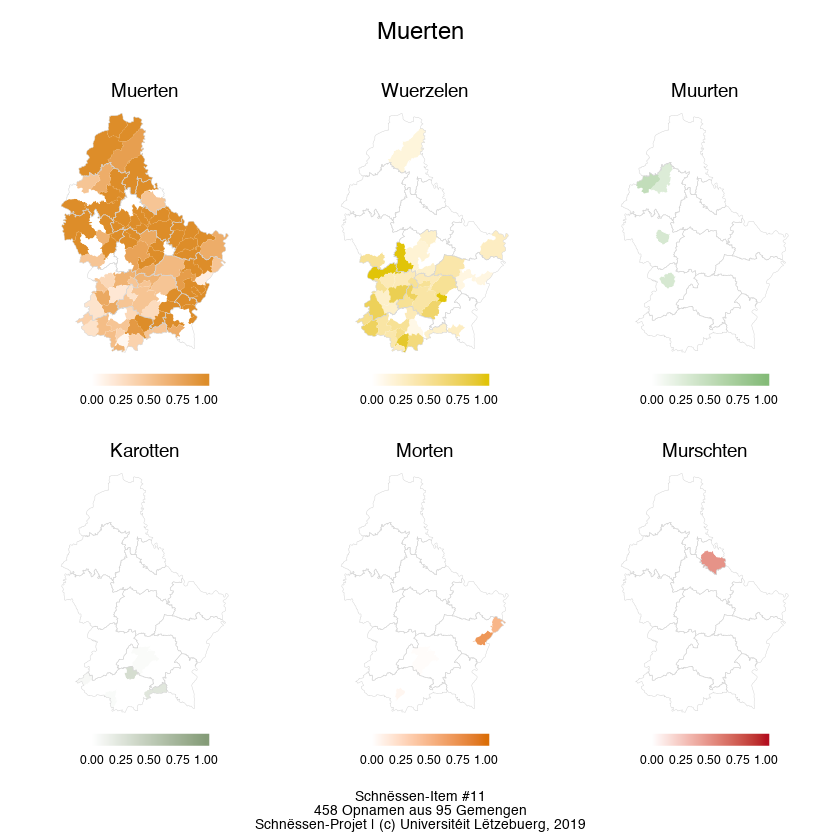 Muerten
Muerten Wuerzelen Muurten
0.00 0.25 0.50 0.75 1.00 0.00 0.25 0.50 0.75 1.00 0.00 0.25 0.50 0.75 1.00
Karotten Morten Murschten
0.00 0.25 0.50 0.75 1.00 0.00 0.25 0.50 0.75 1.00 0.00 0.25 0.50 0.75 1.00
Schnëssen-Item #11
458 Opnamen aus 95 Gemengen
Schnëssen-Projet | (c) Universitéit Lëtzebuerg, 2019